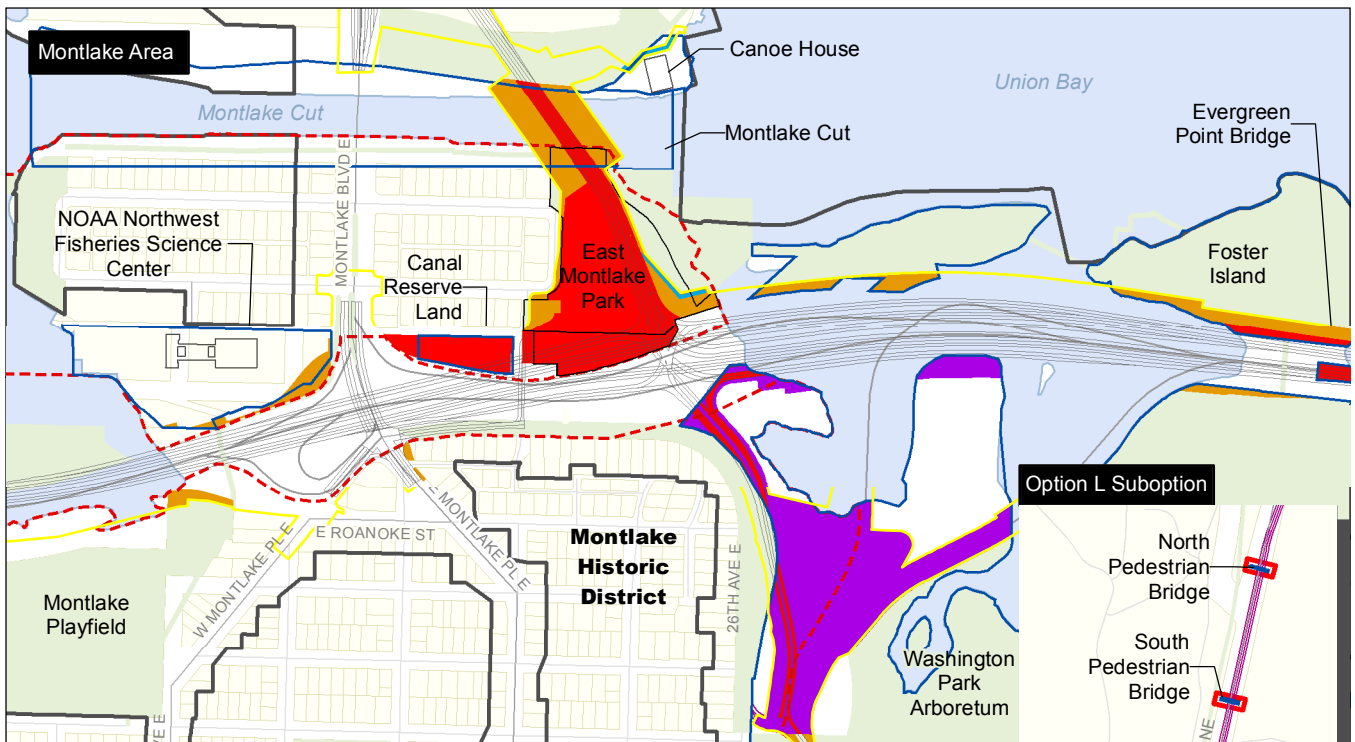 Montlake Area
Canoe House
Union Bay
Montlake Cut
Montlake Cut
Evergreen
Point Bridge
MONTLAKE BLVD E
NOAA Northwest
Fisheries Science
Center
Canal
Reserve
Land
East
Montlake
Park
Foster
Island
Option L Suboption
E MONTLAKE PL E
E ROANOKE ST
W MONTLAKE PL E
Montlake
Historic
District
26TH AVE E
Montlake
Playfield
Washington
Park
Arboretum
North
Pedestrian
Bridge
South
Pedestrian
Bridge
VE E
NE